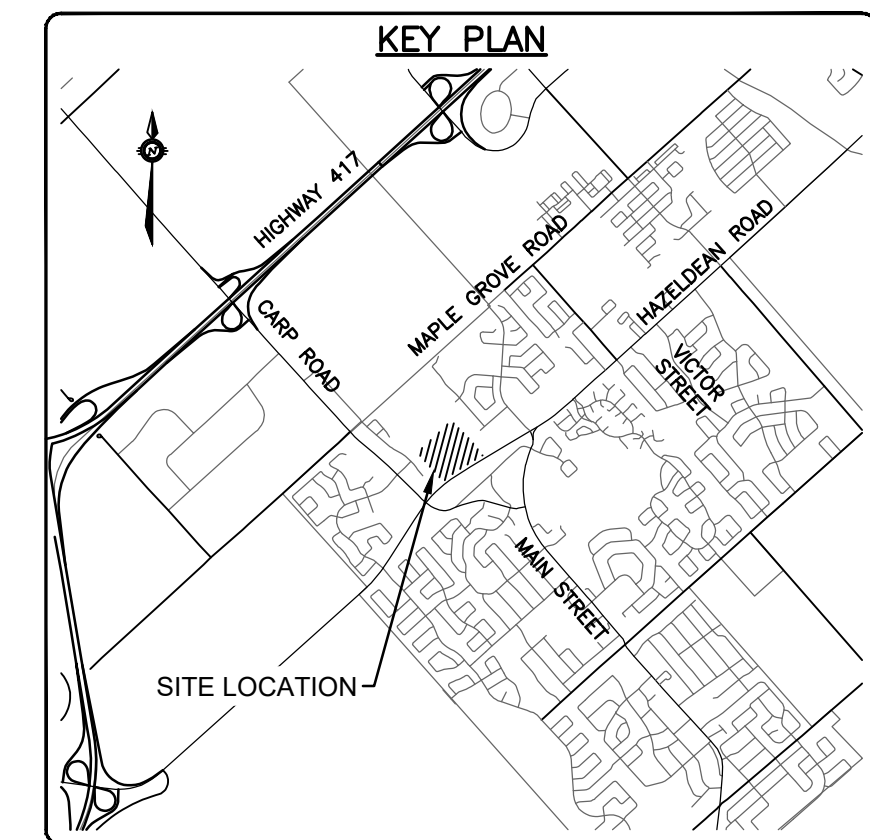 KEY PLAN
N
HIGHWAY 417
MAPLE GROVE ROAD
HAZELDEAN ROAD
CARP ROAD
VICTOR
STREET
MAIN STREET
SITE LOCATION